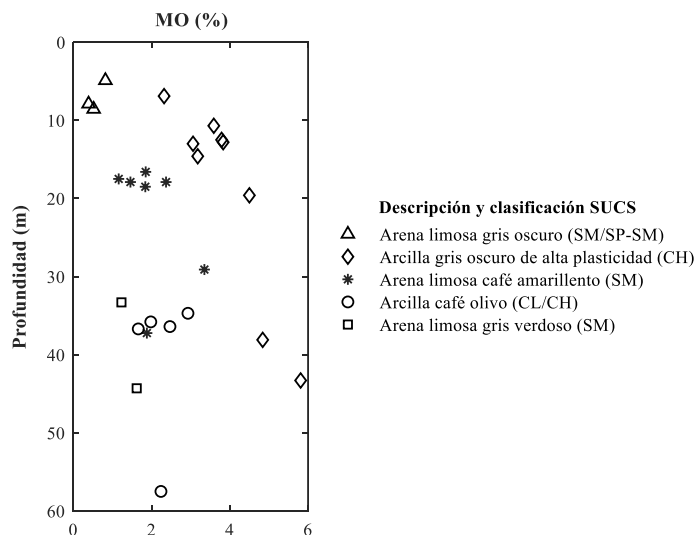 MO (%)
0
10
20
30
40
50
60
Profundidad (m)
0 2 4 6
Descripción y clasificación SUCS
Arena limosa gris oscuro (SM/SP-SM)
Arcilla gris oscuro de alta plasticidad (CH)
Arena limosa café amarillento (SM)
Arcilla café olivo (CL/CH)
Arena limosa gris verdoso (SM)